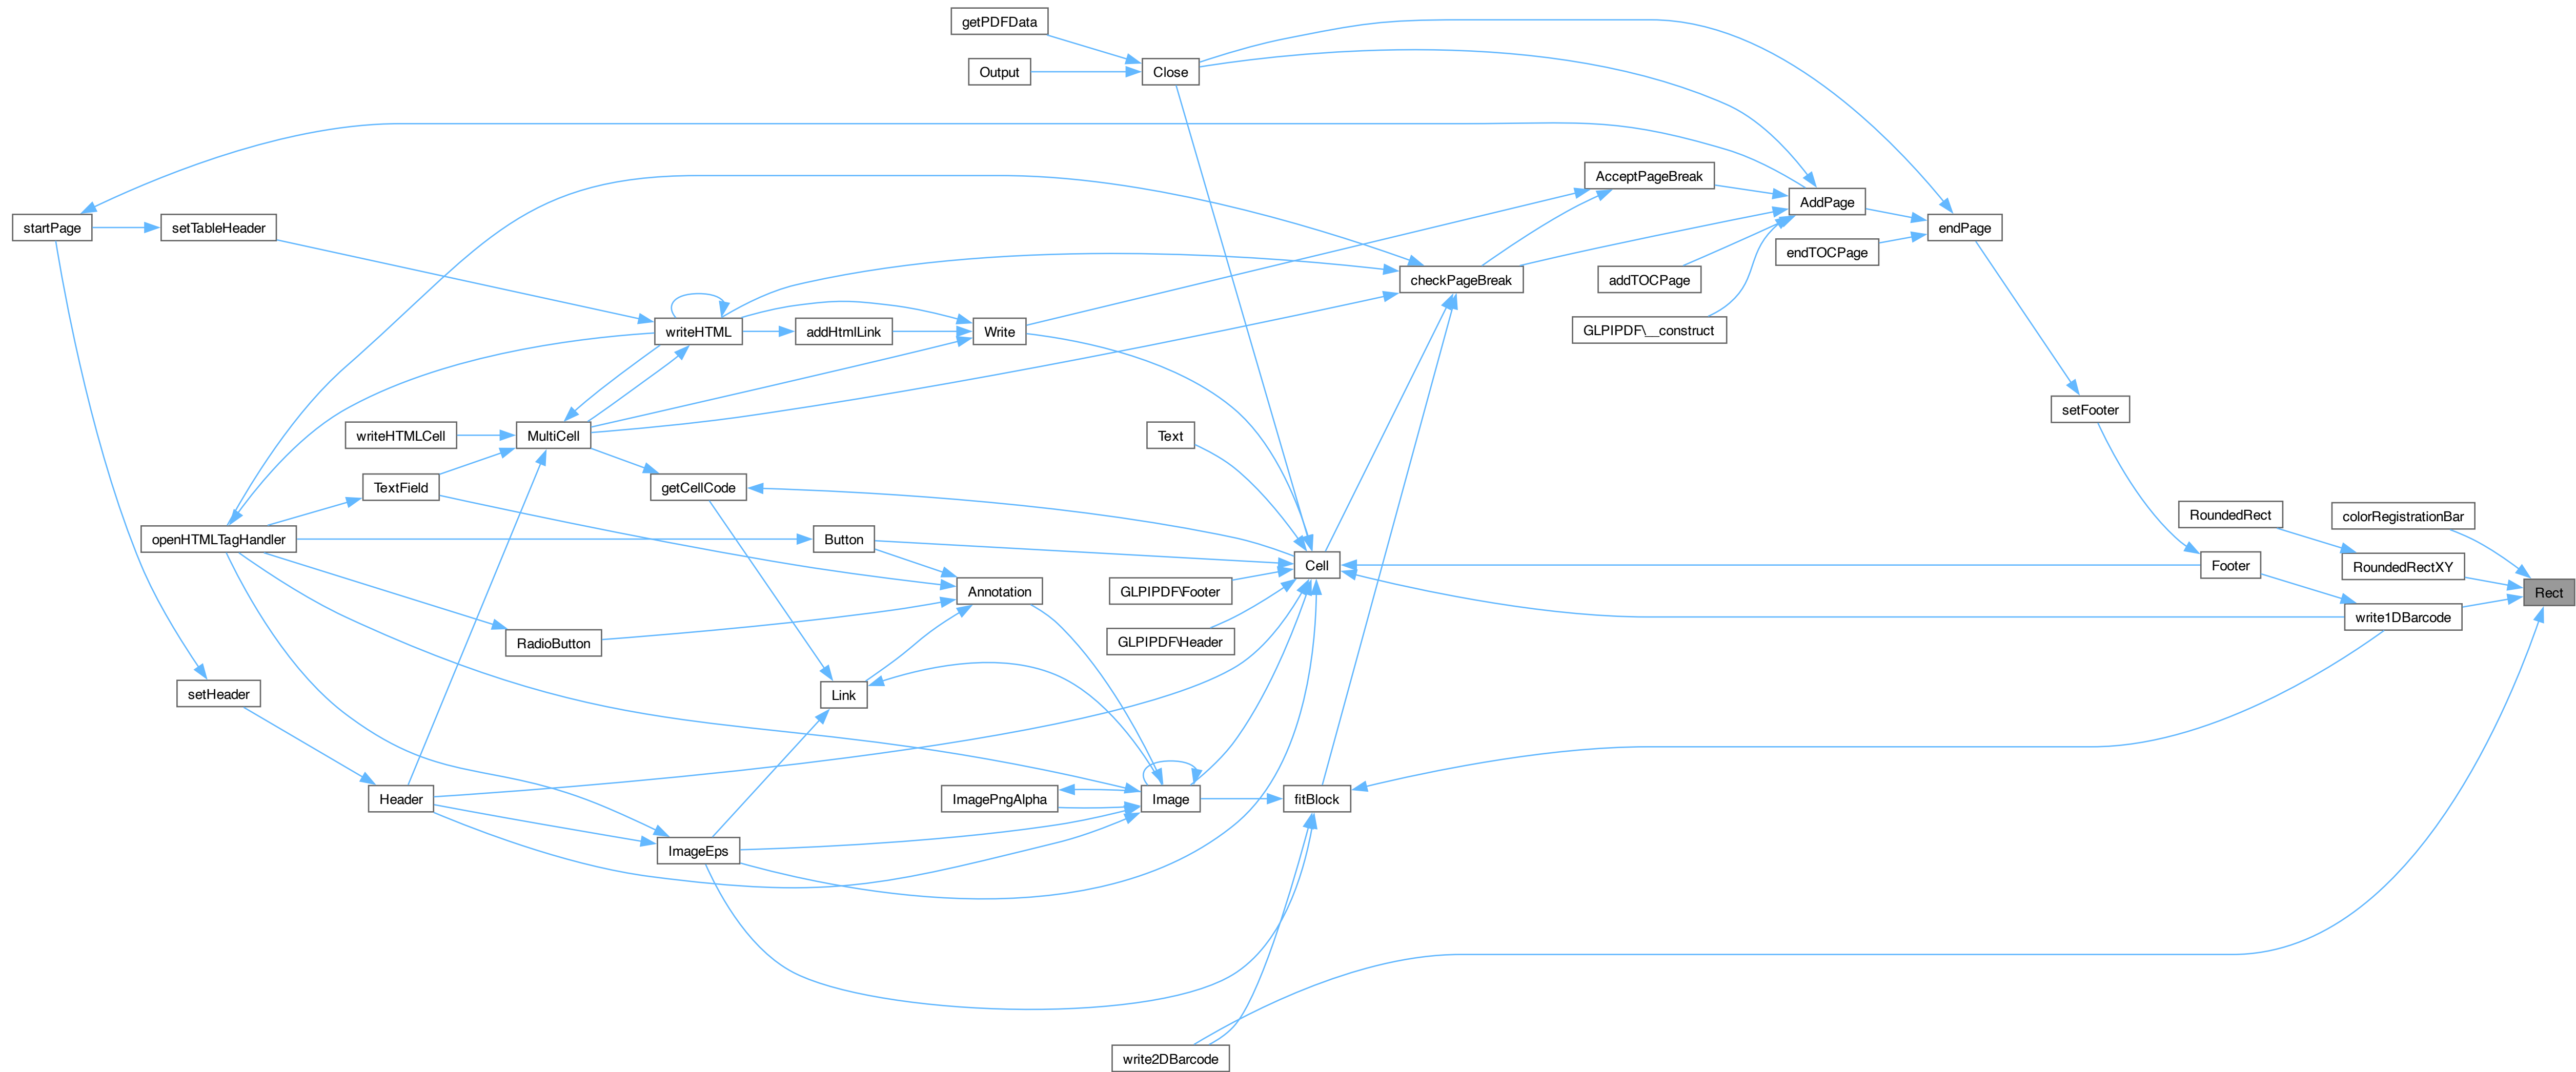 getPDFData
Output
Close
AcceptPageBreak
AddPage
startPage
setTableHeader
endPage
endTOCPage
checkPageBreak
addTOCPage
GLPIPDF\__construct
writeHTML
addHtmlLink
Write
setFooter
writeHTMLCell
MultiCell
Text
TextField
getCellCode
RoundedRect
colorRegistrationBar
openHTMLTagHandler
Button
Cell
Footer
RoundedRectXY
GLPIPDF\Footer
Annotation
Rect
write1DBarcode
RadioButton
GLPIPDF\Header
setHeader
Link
Header
ImagePngAlpha
Image
fitBlock
ImageEps
write2DBarcode